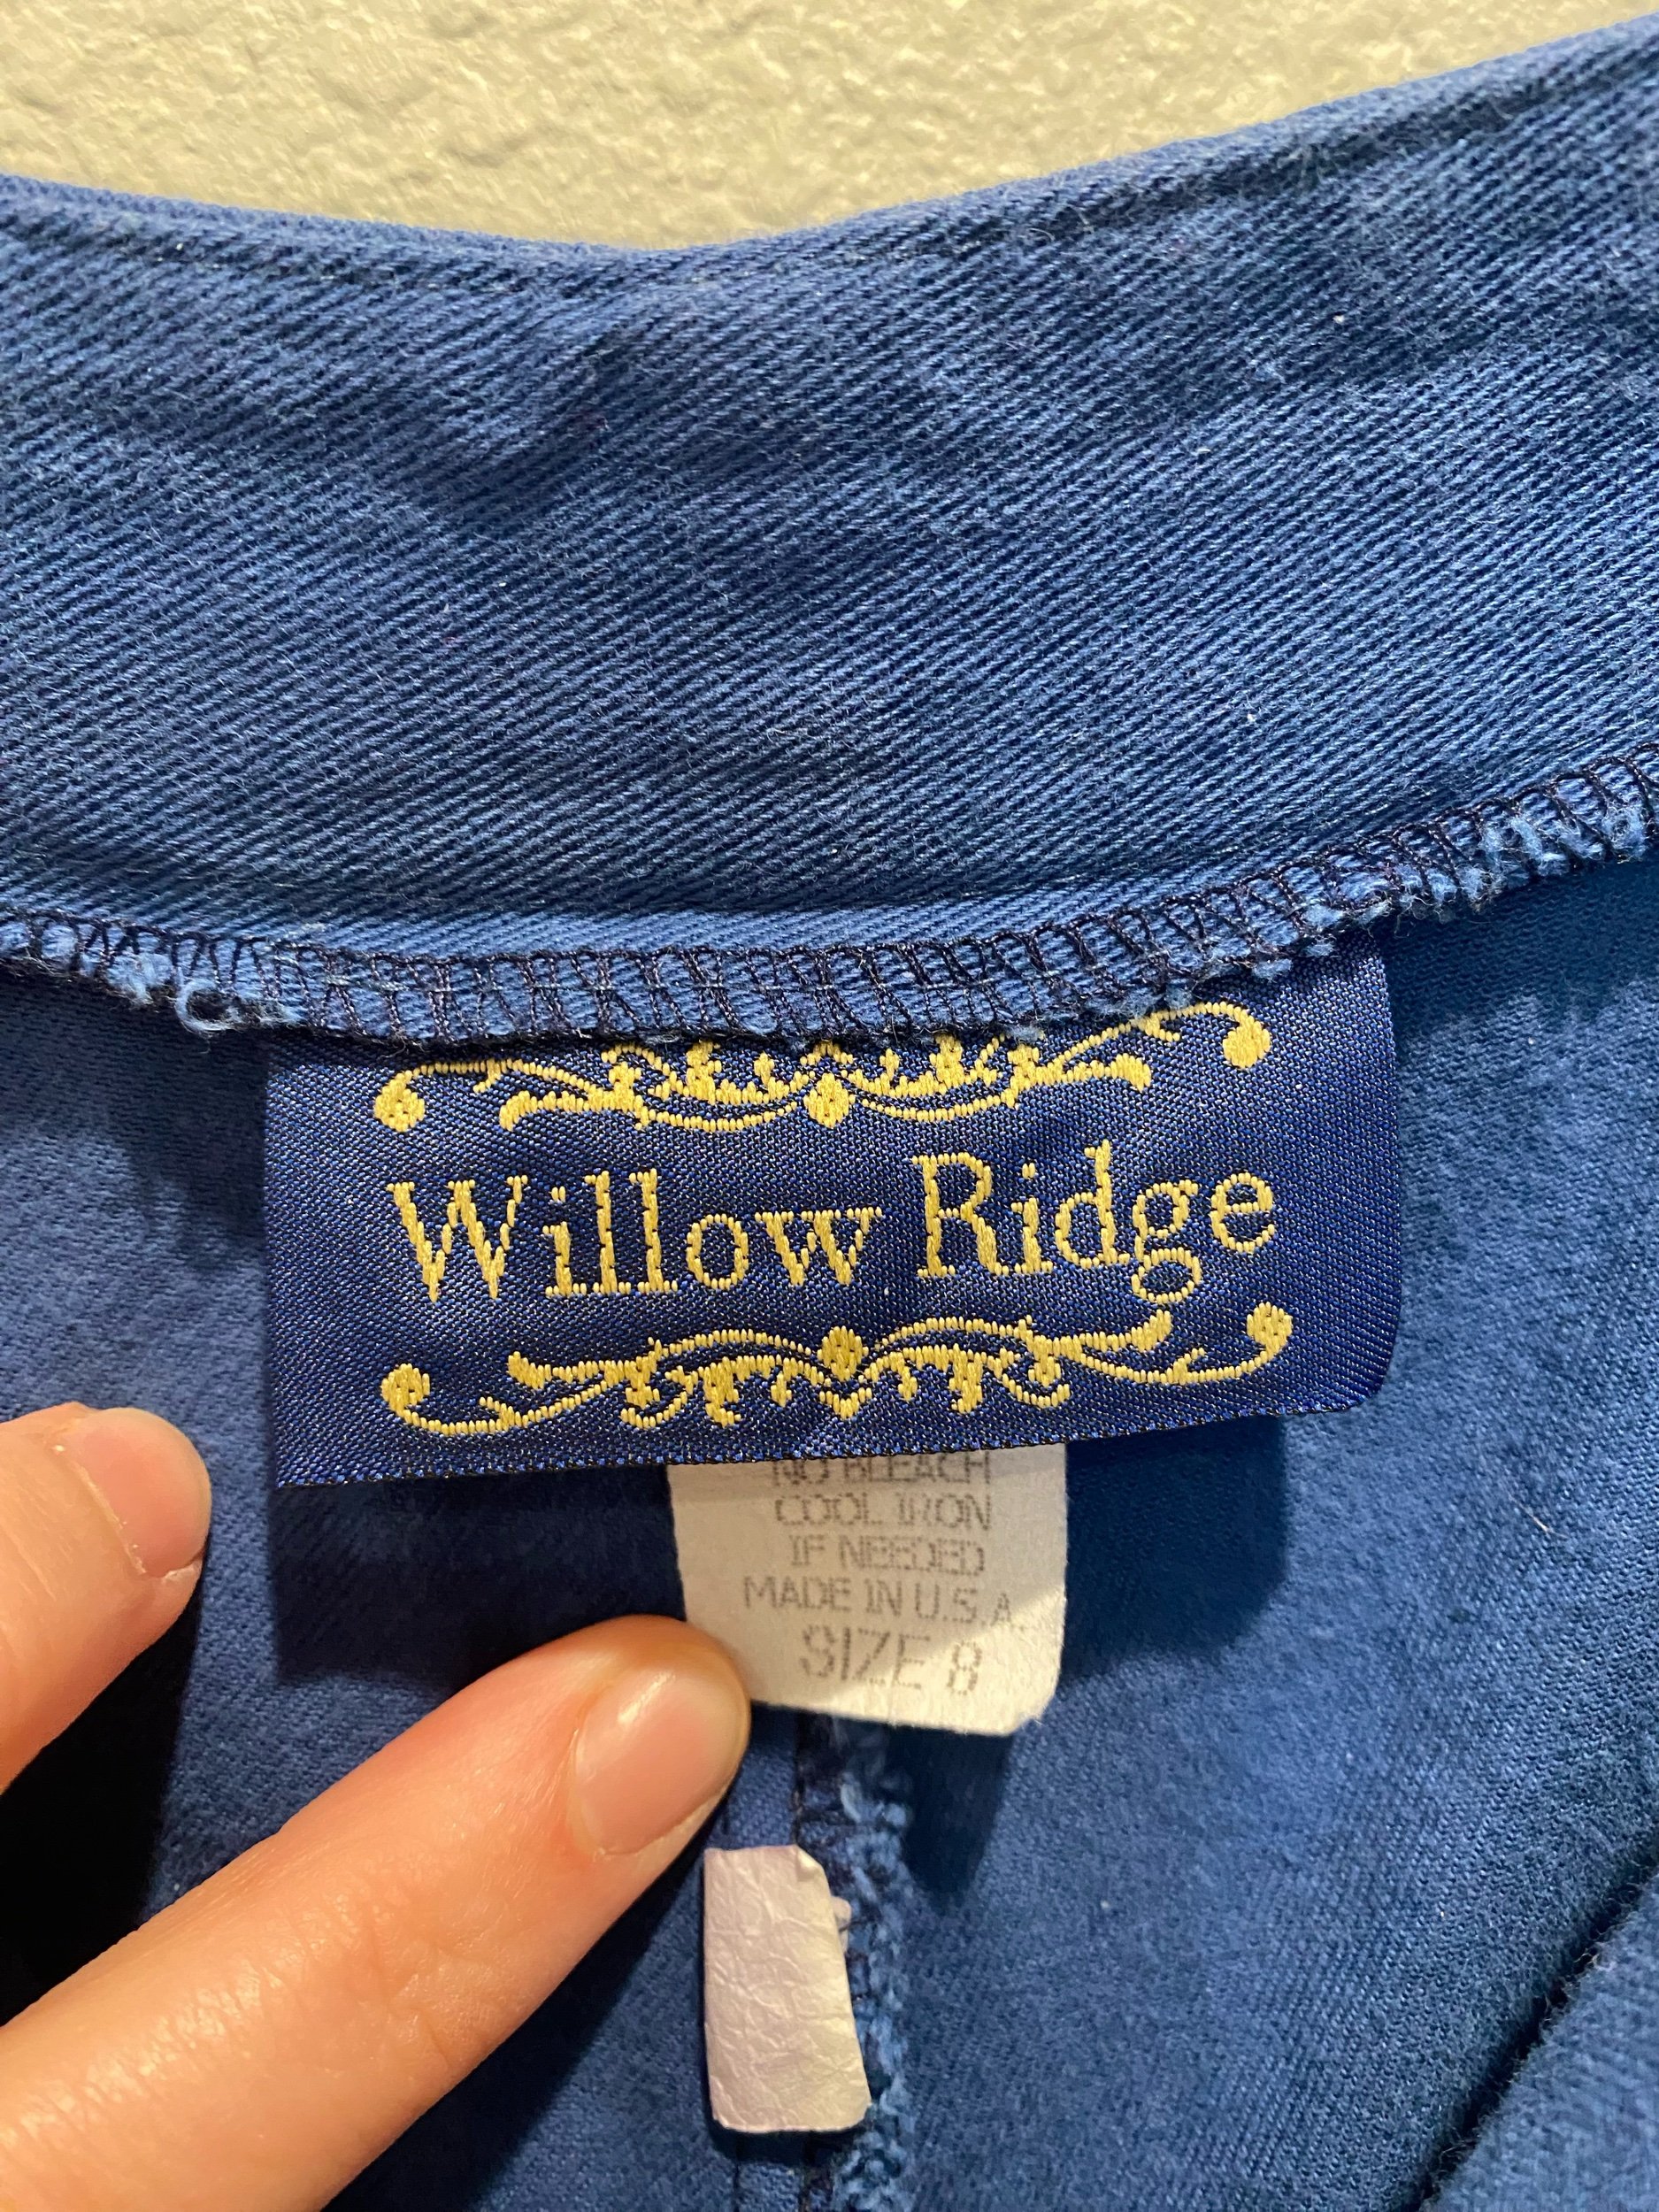 Willow Ridge
NO BLEACH
COOL IRON
IF NEEDED
MADE IN U.S.A.
SIZE 8